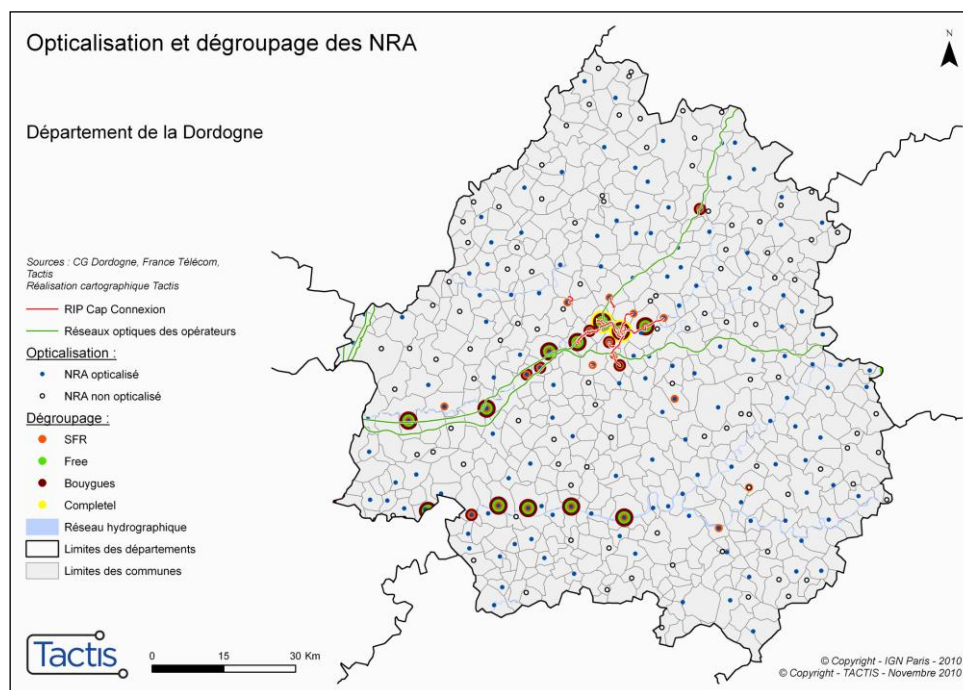 Opticalisation et dégroupage des NRA
N
Département de la Dordogne
Sources : CG Dordogne, France Télécom,
Tactis
Réalisation cartographique Tactis
RIP Cap Connexion
Réseaux optiques des opérateurs
Opticalisation :
NRA opticalisé
NRA non opticalisé
Dégroupage :
SFR
Free
Bouygues
Completel
Réseau hydrographique
Limites des départements
Limites des communes
Tactis
0 15 30 Km
© Copyright - IGN Paris - 2010
© Copyright - TACTIS - Novembre 2010